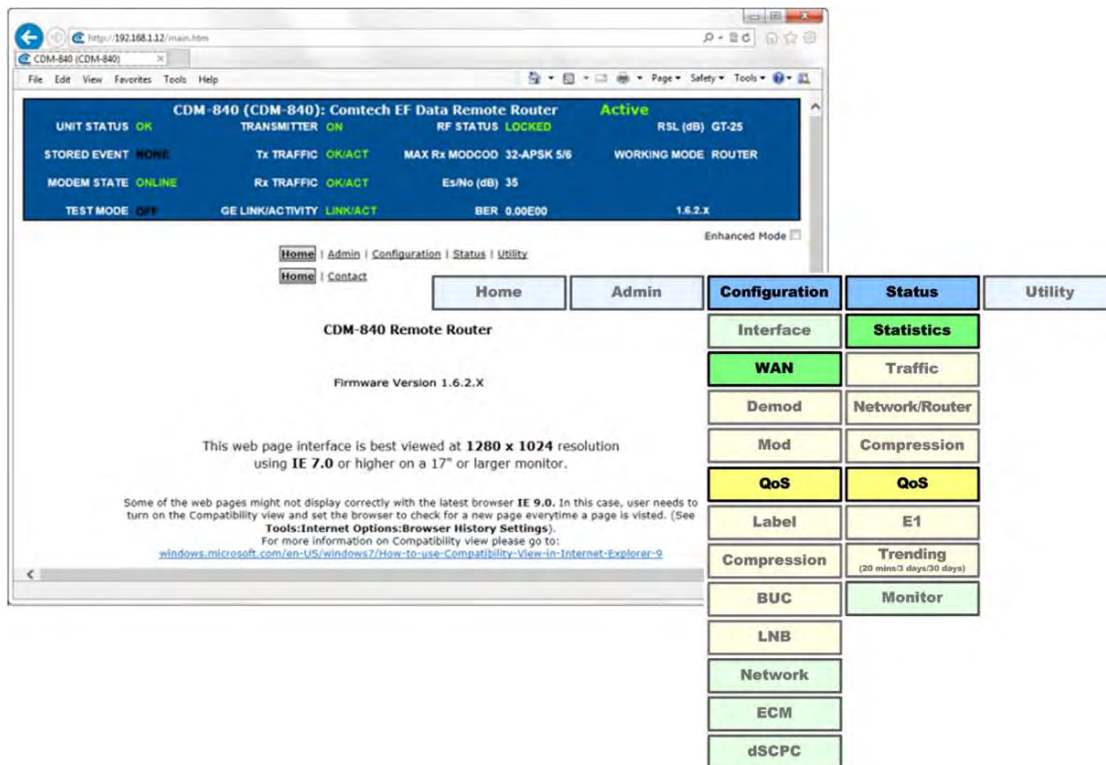 http://192.168.1.12/main.htm
CDM-840 (CDM-840)
File Edit View Favorites Tools Help
Page Safety Tools
CDM-840 (CDM-840): Comtech EF Data Remote Router Active
UNIT STATUS OK TRANSMITTER ON RF STATUS LOCKED RSL (dB) GT-25
STORED EVENT NONE Tx TRAFFIC OK/ACT MAX Rx MODCOD 32-APSK 5/6 WORKING MODE ROUTER
MODEM STATE ONLINE Rx TRAFFIC OK/ACT Es/No (dB) 35
TEST MODE OFF GE LINK/ACTIVITY LINK/ACT BER 0.00E00 1.6.2.X
Enhanced Mode
Home | Admin | Configuration | Status | Utility
Home | Contact
CDM-840 Remote Router
Firmware Version 1.6.2.X
This web page interface is best viewed at 1280 x 1024 resolution
using IE 7.0 or higher on a 17" or larger monitor.
Some of the web pages might not display correctly with the latest browser IE 9.0. In this case, user needs to
turn on the Compatibility view and set the browser to check for a new page everytime a page is visted. (See
Tools:Internet Options:Browser History Settings).
For more information on Compatibility view please go to:
windows.microsoft.com/en-US/windows7/How-to-use-Compatibility-View-in-Internet-Explorer-9
Home Admin Configuration Status Utility
Interface Statistics
WAN Traffic
Demod Network/Router
Mod Compression
QoS QoS
Label E1
Compression Trending
(20 mins/3 days/30 days)
BUC Monitor
LNB
Network
ECM
dSCPC